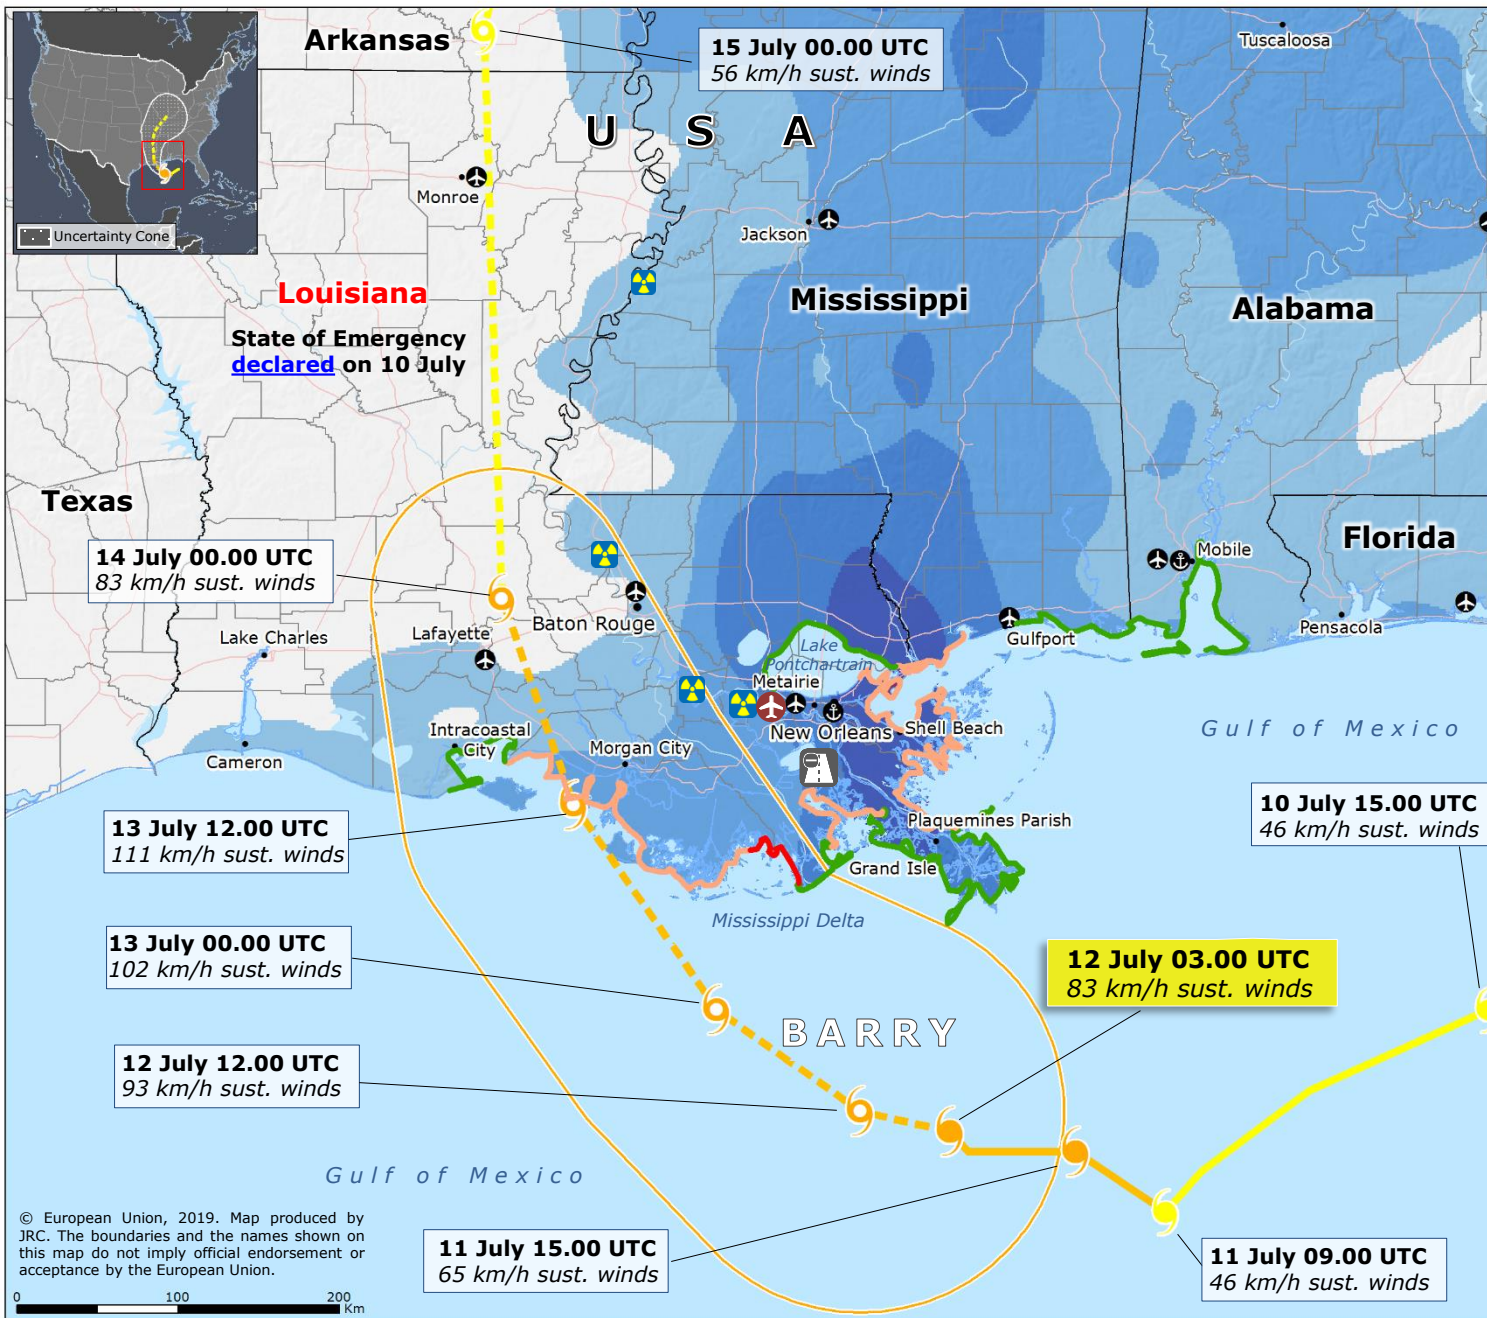 Arkansas
15 July 00.00 UTC
56 km/h sust. winds
Tuscaloosa
U S A
Uncertainty Cone
Monroe
Jackson
Louisiana
State of Emergency
declared on 10 July
Mississippi
Alabama
Texas
Florida
14 July 00.00 UTC
83 km/h sust. winds
Mobile
Lake Charles
Lafayette
Baton Rouge
Gulfport
Pensacola
Lake
Pontchartrain
Metairie
New Orleans
Shell Beach
Gulf of Mexico
Intracoastal
City
Morgan City
Cameron
10 July 15.00 UTC
46 km/h sust. winds
13 July 12.00 UTC
111 km/h sust. winds
Plaquemines Parish
Grand Isle
Mississippi Delta
13 July 00.00 UTC
102 km/h sust. winds
12 July 03.00 UTC
83 km/h sust. winds
BARRY
12 July 12.00 UTC
93 km/h sust. winds
Gulf of Mexico
© European Union, 2019. Map produced by
JRC. The boundaries and the names shown on
this map do not imply official endorsement or
acceptance by the European Union.
11 July 15.00 UTC
65 km/h sust. winds
11 July 09.00 UTC
46 km/h sust. winds
0 100 200
Km